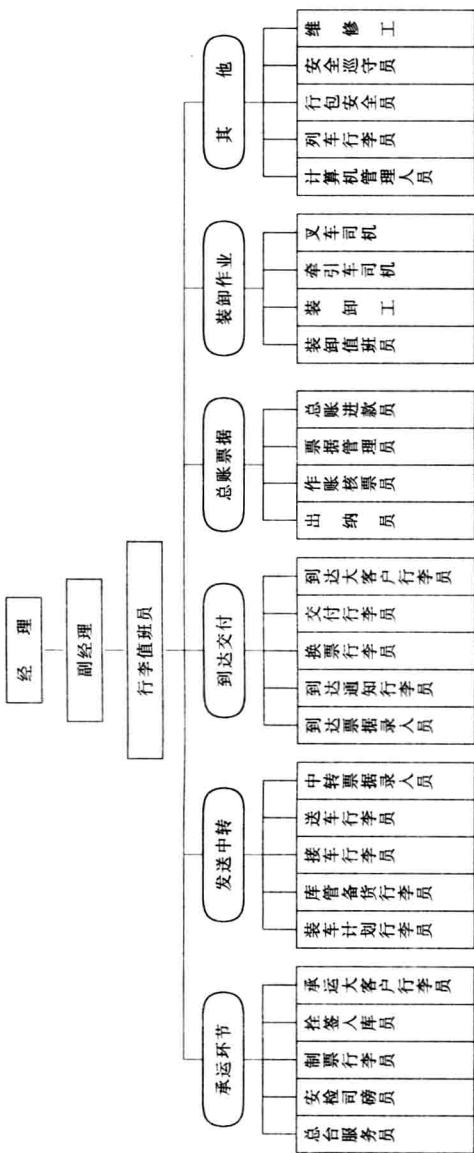 经理
副经理
行李值班员
承运环节
发送中转
到达交付
总账票据
装卸作业
其他
总台服务员
安检司磅员
制票行李员
拴签入库员
承运大客户行李员
装车计划行李员
库管备货行李员
接车行李员
送车行李员
中转票据录入员
到达票据录入员
到达通知行李员
换票行李员
交付行李员
到达大客户行李员
出纳员
作账核票员
票据管理员
总账进款员
装卸值班员
装卸工
牵引车司机
叉车司机
计算机管理人员
列车行李员
行包安全员
安全巡守员
维修工